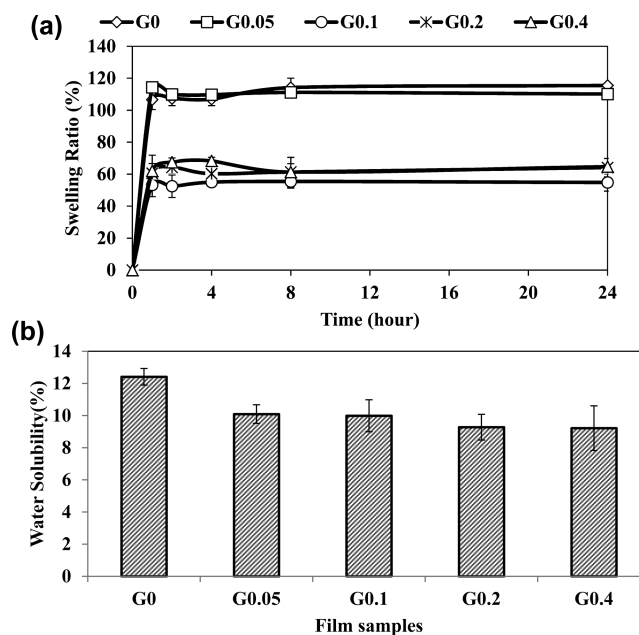 (a)
G0 G0.05 G0.1 G0.2 G0.4
Swelling Ratio (%)
140
120
100
80
60
40
20
0
0 4 8 12 16 20 24
Time (hour)
(b)
Water Solubility(%)
14
12
10
8
6
4
2
0
G0 G0.05 G0.1 G0.2 G0.4
Film samples